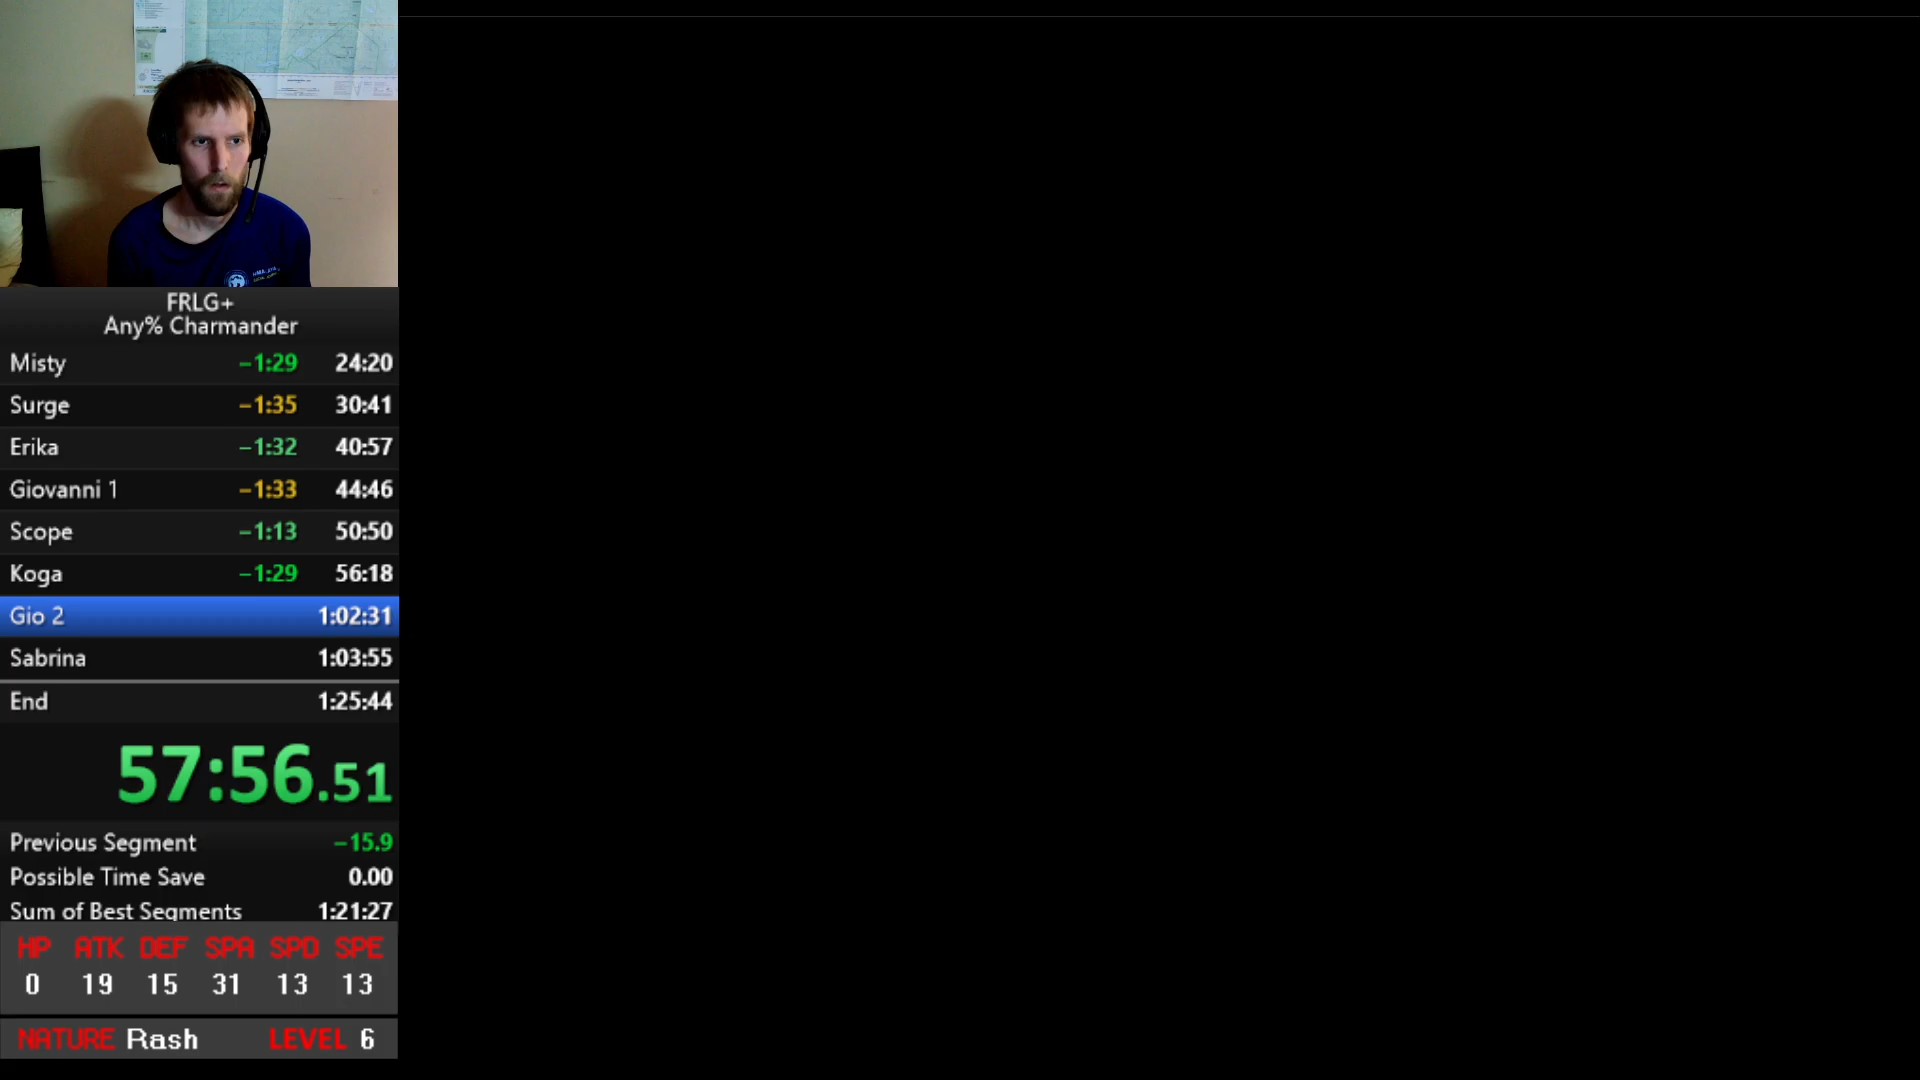 FRLG+
Any% Charmander
Misty −1:29 24:20
Surge −1:35 30:41
Erika −1:32 40:57
Giovanni 1 −1:33 44:46
Scope −1:13 50:50
Koga −1:29 56:18
Gio 2 1:02:31
Sabrina 1:03:55
End 1:25:44
57:56.51
Previous Segment −15.9
Possible Time Save 0.00
Sum of Best Segments 1:21:27
HP ATK DEF SPA SPD SPE
0 19 15 31 13 13
NATURE Rash LEVEL 6